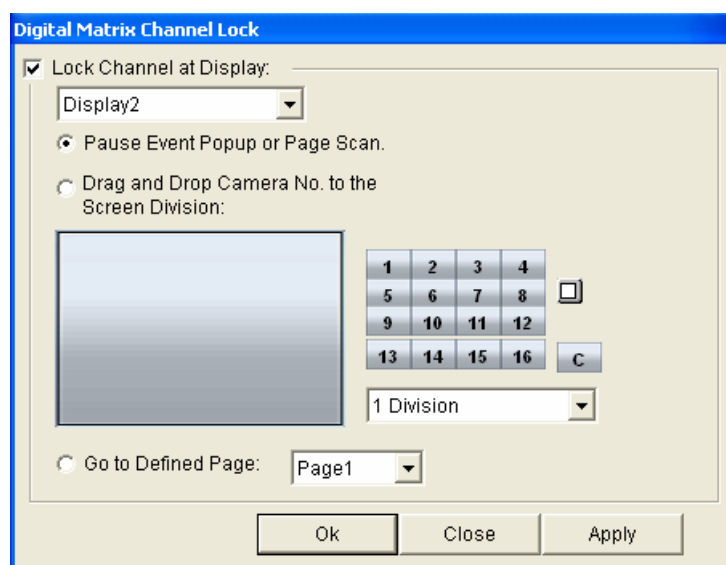 Digital Matrix Channel Lock
Lock Channel at Display:
Display2
Pause Event Popup or Page Scan.
Drag and Drop Camera No. to the
Screen Division:
1 2 3 4
5 6 7 8
9 10 11 12
13 14 15 16 C
1 Division
Go to Defined Page: Page1
Ok Close Apply